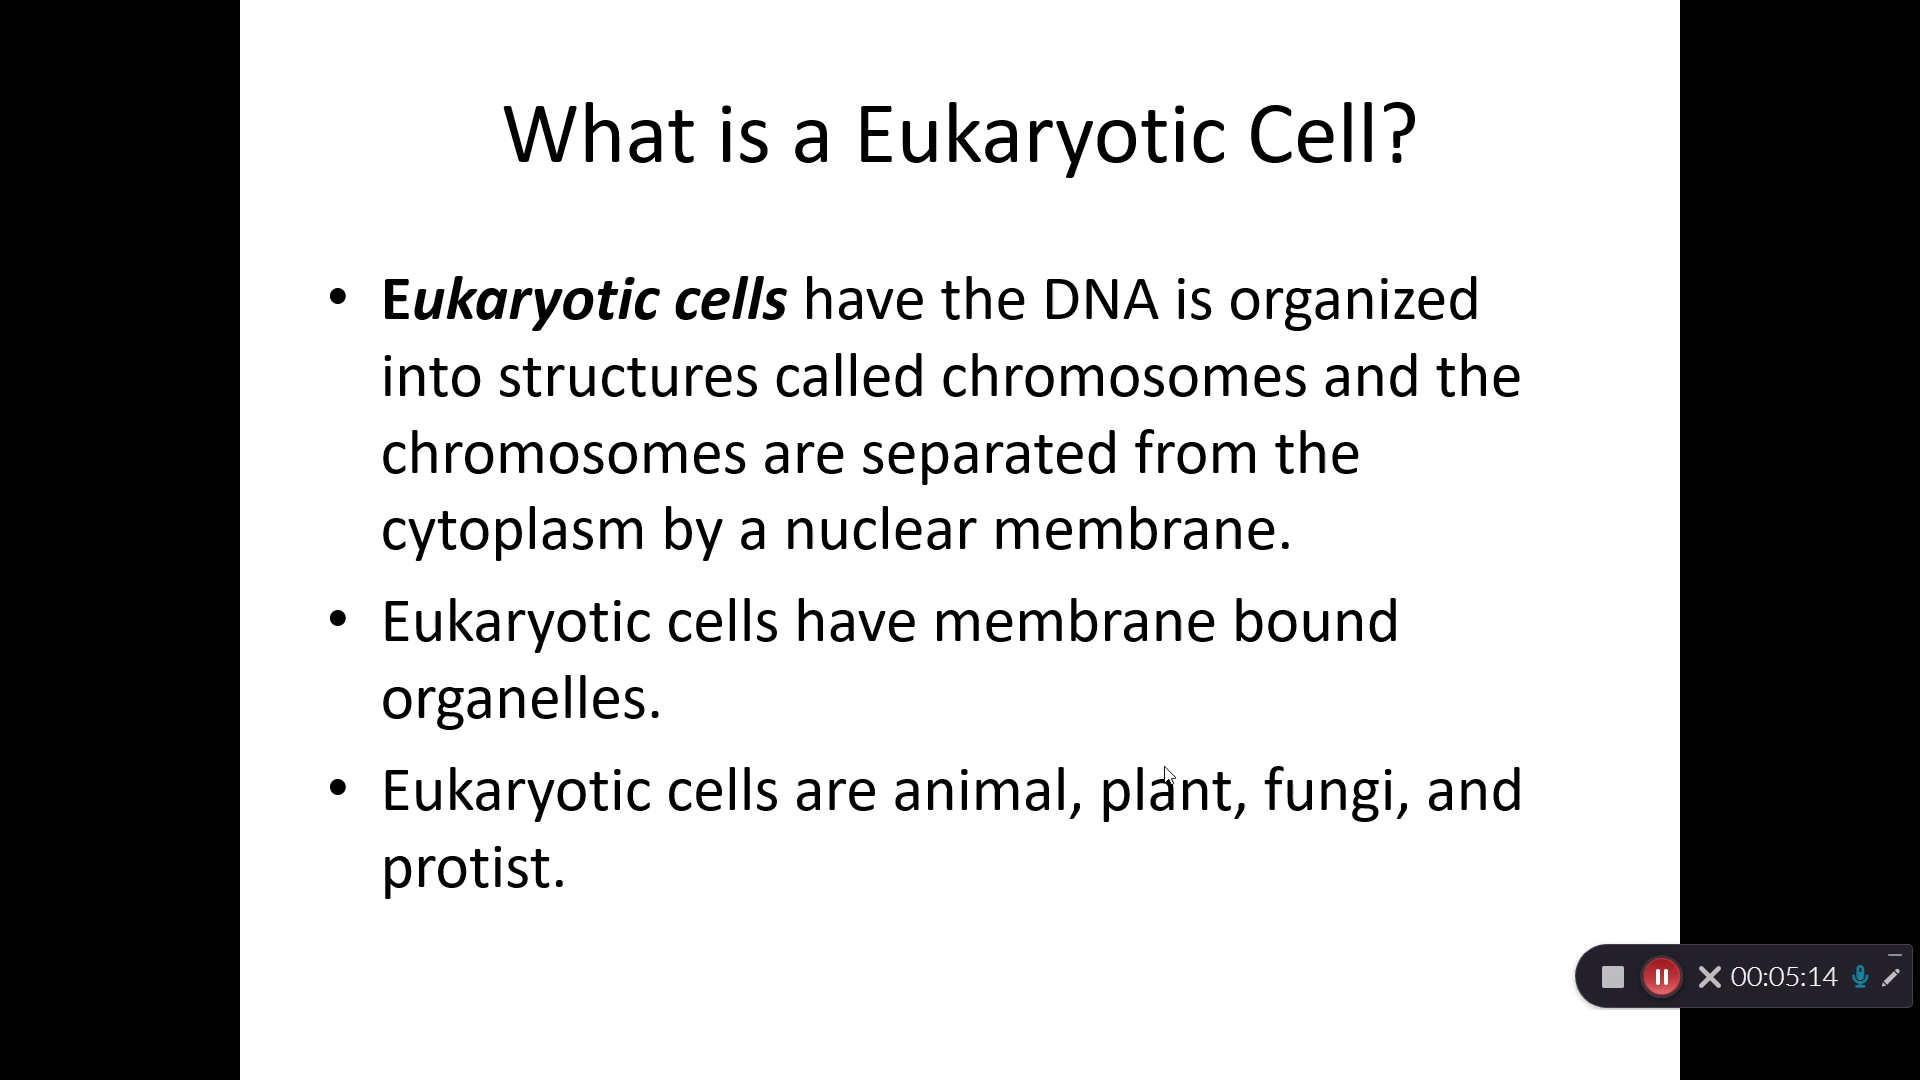 What is a Eukaryotic Cell?
• Eukaryotic cells have the DNA is organized
into structures called chromosomes and the
chromosomes are separated from the
cytoplasm by a nuclear membrane.
• Eukaryotic cells have membrane bound
organelles.
• Eukaryotic cells are animal, plant, fungi, and
protist.
00:05:14